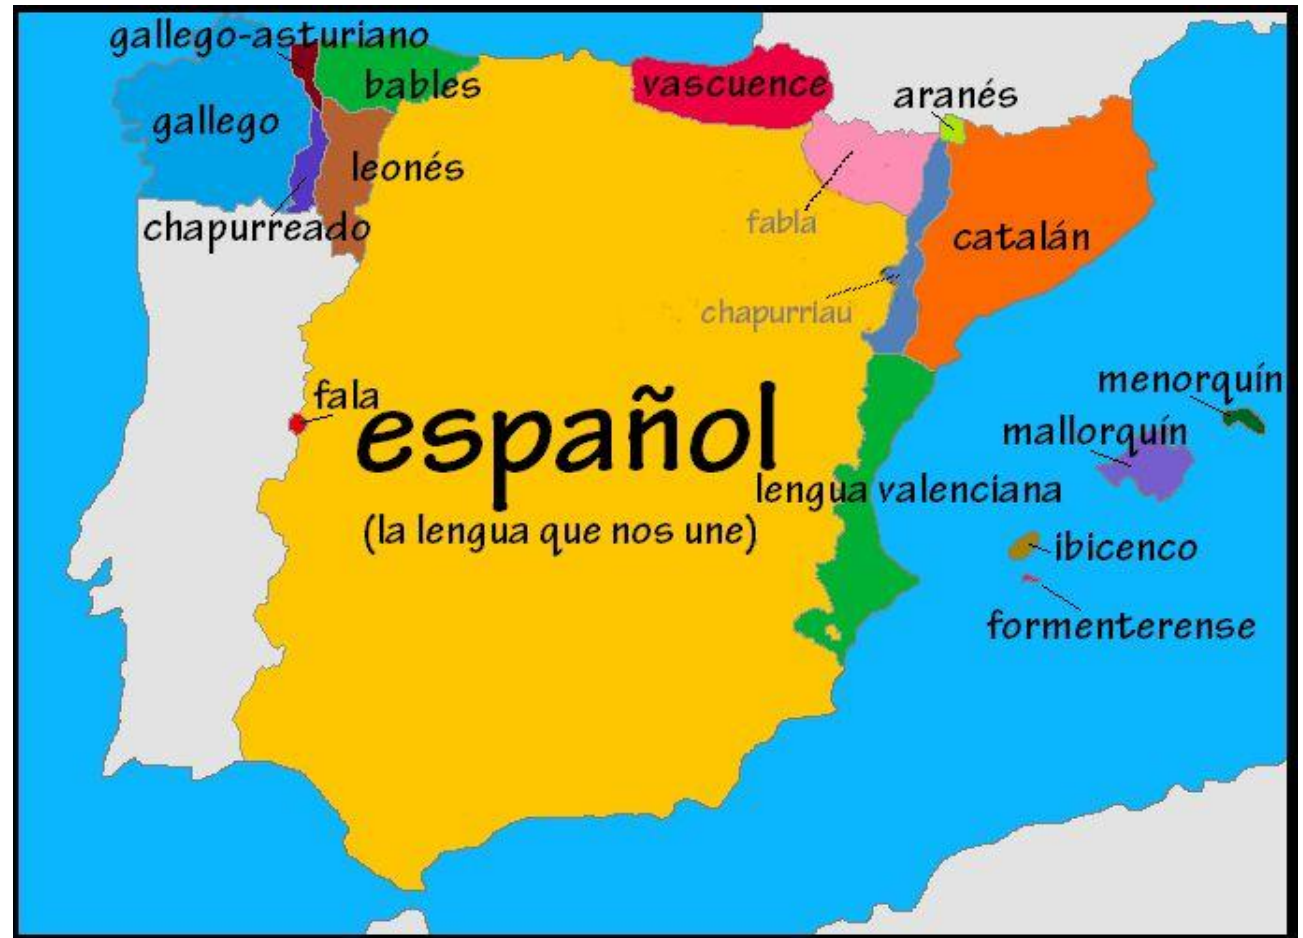 gallego-asturiano
bables
vascuence
aranés
gallego
leonés
chapurreado
fabla
catalán
chapurriau
fala
español
(la lengua que nos une)
menorquín
mallorquín
lengua valenciana
ibicenco
formenterense